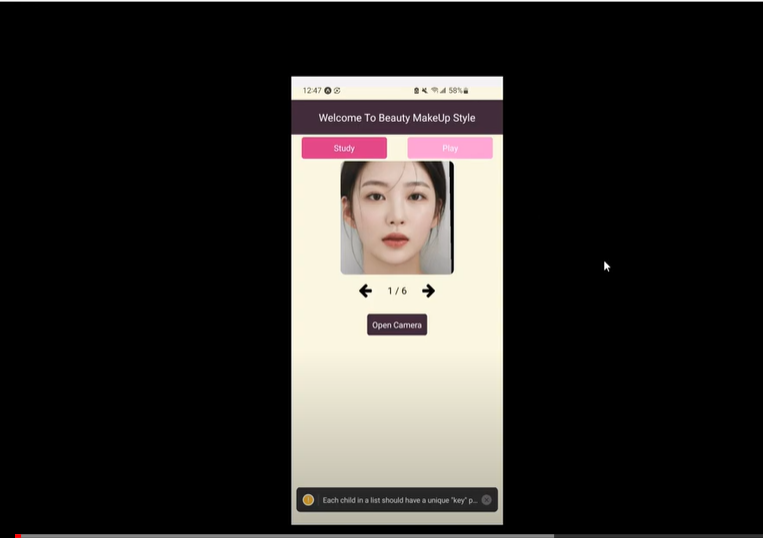 12:47 58%
Welcome To Beauty MakeUp Style
Study Play
1 / 6
Open Camera
Each child in a list should have a unique "key" p...